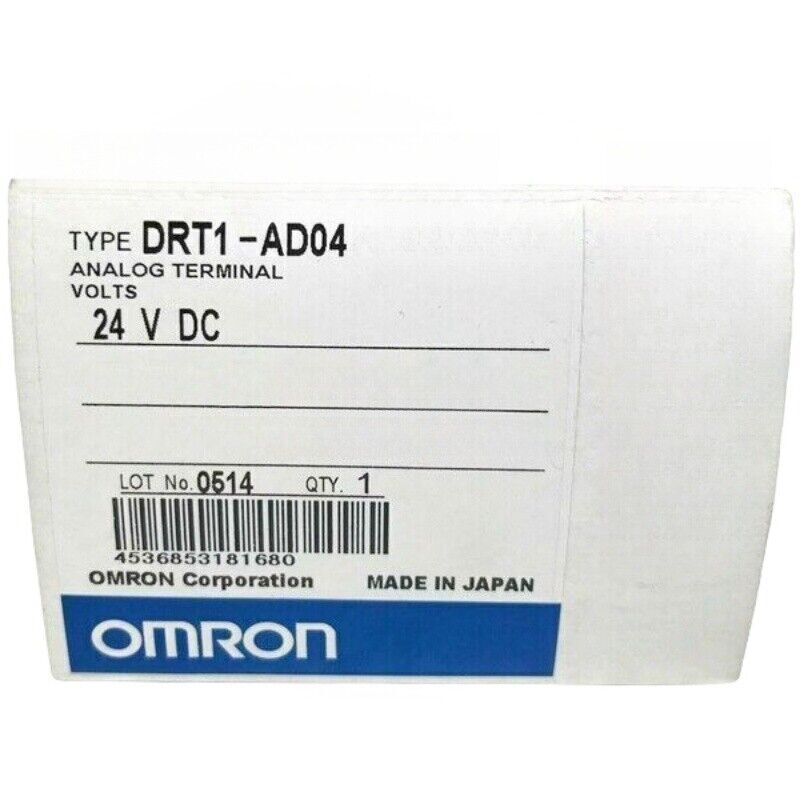 TYPE DRT1-AD04
ANALOG TERMINAL
VOLTS
24 V DC
LOT No. 0514 QTY. 1
4536853181680
OMRON Corporation MADE IN JAPAN
OMRON